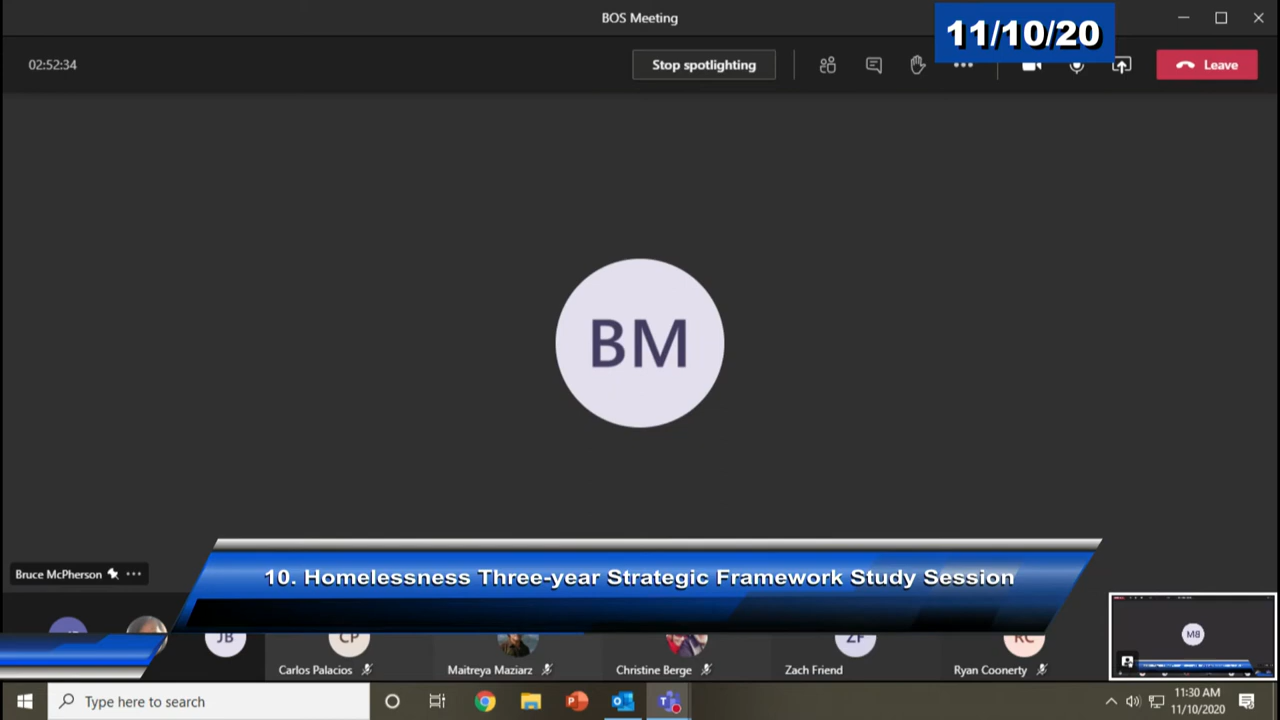 BOS Meeting
11/10/20
02:52:34
Stop spotlighting
Leave
BM
Bruce McPherson
10. Homelessness Three-year Strategic Framework Study Session
JB
CP
ZF
RC
MB
Carlos Palacios
Maitreya Maziarz
Christine Berge
Zach Friend
Ryan Coonerty
Type here to search
11:30 AM
11/10/2020